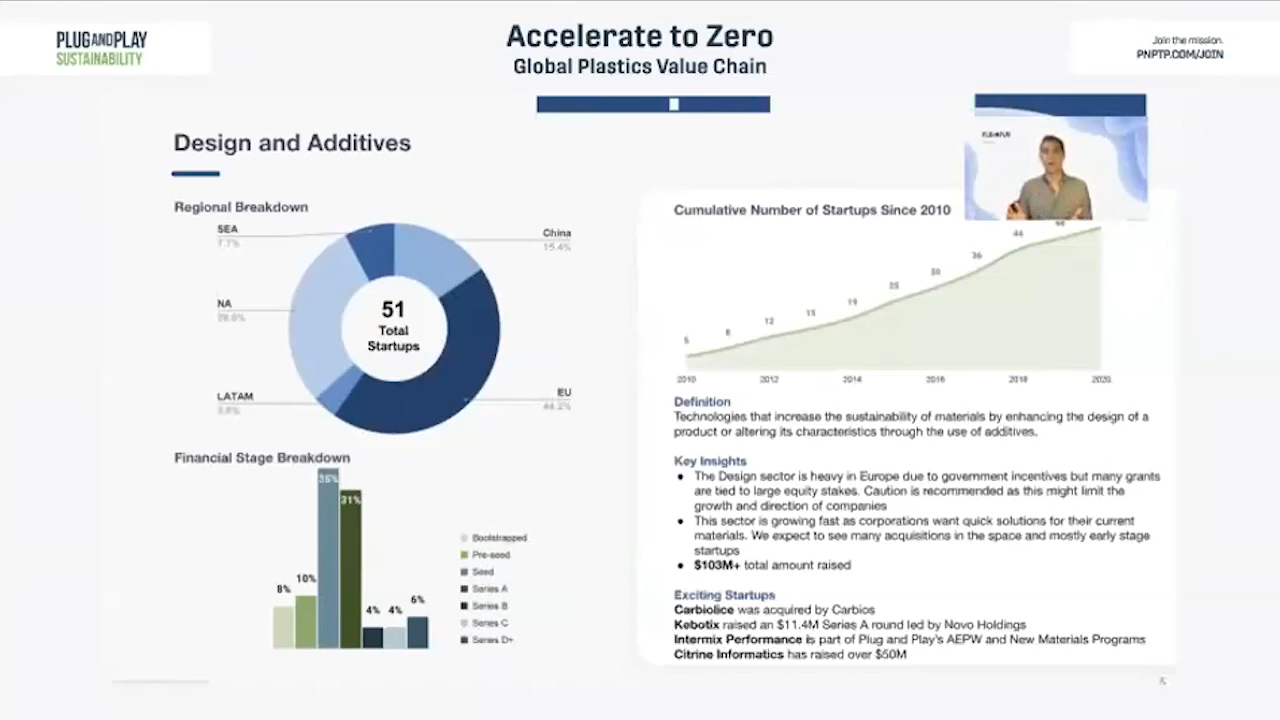 PLUG AND PLAY
SUSTAINABILITY
Accelerate to Zero
Global Plastics Value Chain
Join the mission.
PNPTP.COM/JOIN
Design and Additives
Regional Breakdown
SEA
7.7%
China
15.4%
NA
LATAM
EU
44.2%
51
Total
Startups
Financial Stage Breakdown
8%
10%
35%
31%
4%
4%
6%
Bootstrapped
Pre-seed
Seed
Series A
Series B
Series C
Series D+
Cumulative Number of Startups Since 2010
8
12
15
19
25
30
36
44
2010
2012
2014
2016
2018
2020
Definition
Technologies that increase the sustainability of materials by enhancing the design of a
product or altering its characteristics through the use of additives.
Key Insights
● The Design sector is heavy in Europe due to government incentives but many grants
are tied to large equity stakes. Caution is recommended as this might limit the
growth and direction of companies
● This sector is growing fast as corporations want quick solutions for their current
materials. We expect to see many acquisitions in the space and mostly early stage
startups
● $103M+ total amount raised
Exciting Startups
Carbiolice was acquired by Carbios
Kebotix raised an $11.4M Series A round led by Novo Holdings
Intermix Performance is part of Plug and Play's AEPW and New Materials Programs
Citrine Informatics has raised over $50M